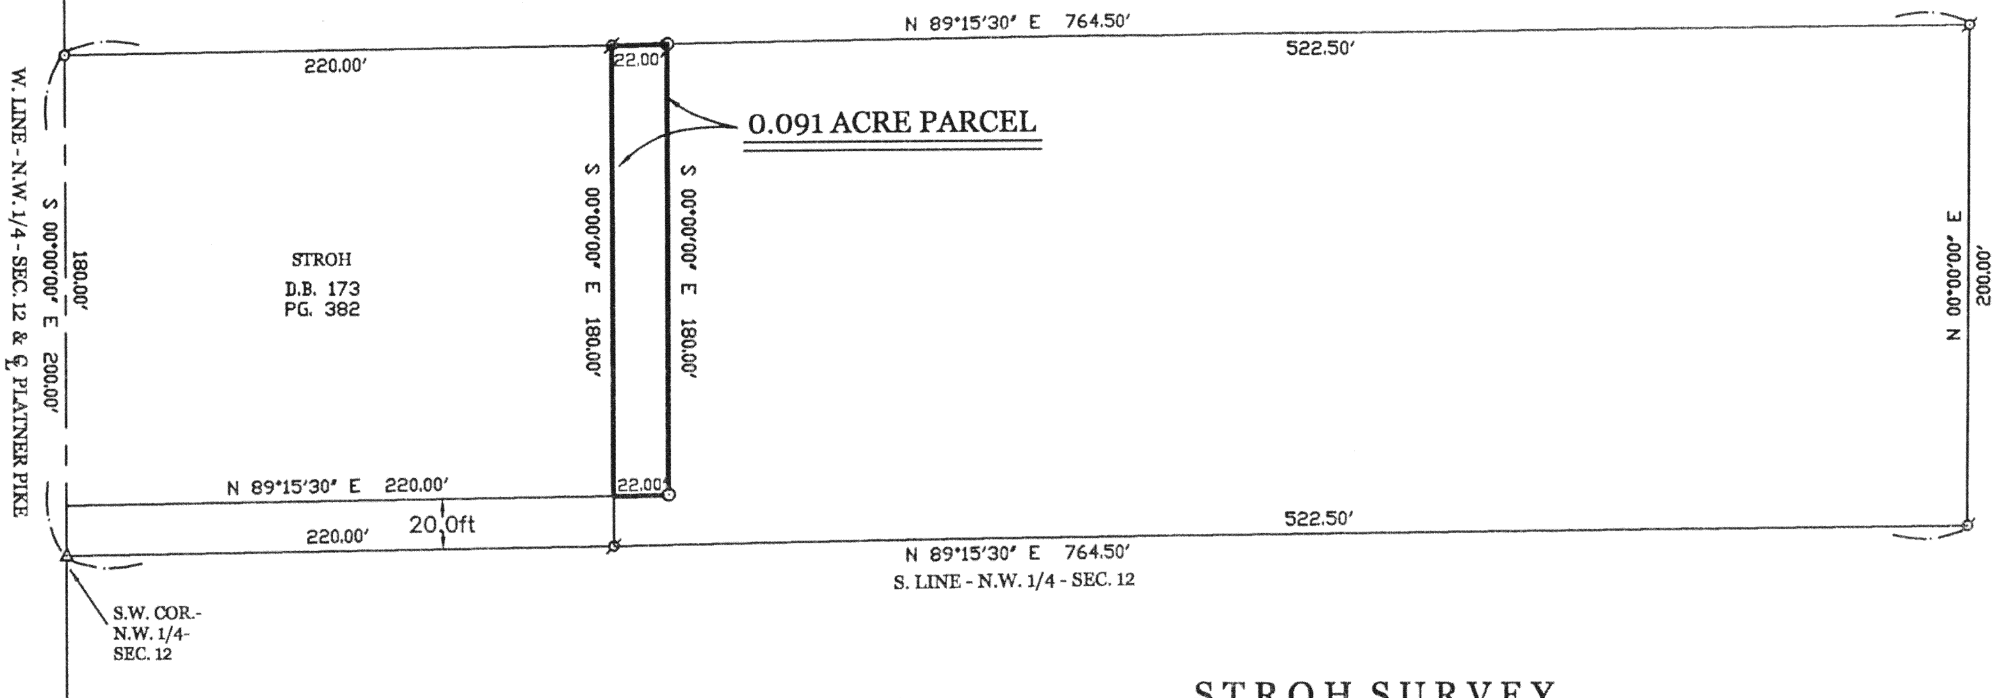 N 89°15'30" E 764.50'
220.00'
22.00'
522.50'
0.091 ACRE PARCEL
W. LINE - N.W. 1/4 - SEC. 12 & ℄ PLATNER PIKE
S 00°00'00" E 200.00'
180.00'
STROH
D.B. 173
PG. 382
S 00°00'00" E 180.00'
S 00°00'00" E 180.00'
N 00°00'00" E
200.00'
N 89°15'30" E 220.00'
22.00'
220.00'
20.0ft
522.50'
N 89°15'30" E 764.50'
S. LINE - N.W. 1/4 - SEC. 12
S.W. COR.-
N.W. 1/4-
SEC. 12
STROH SURVEY